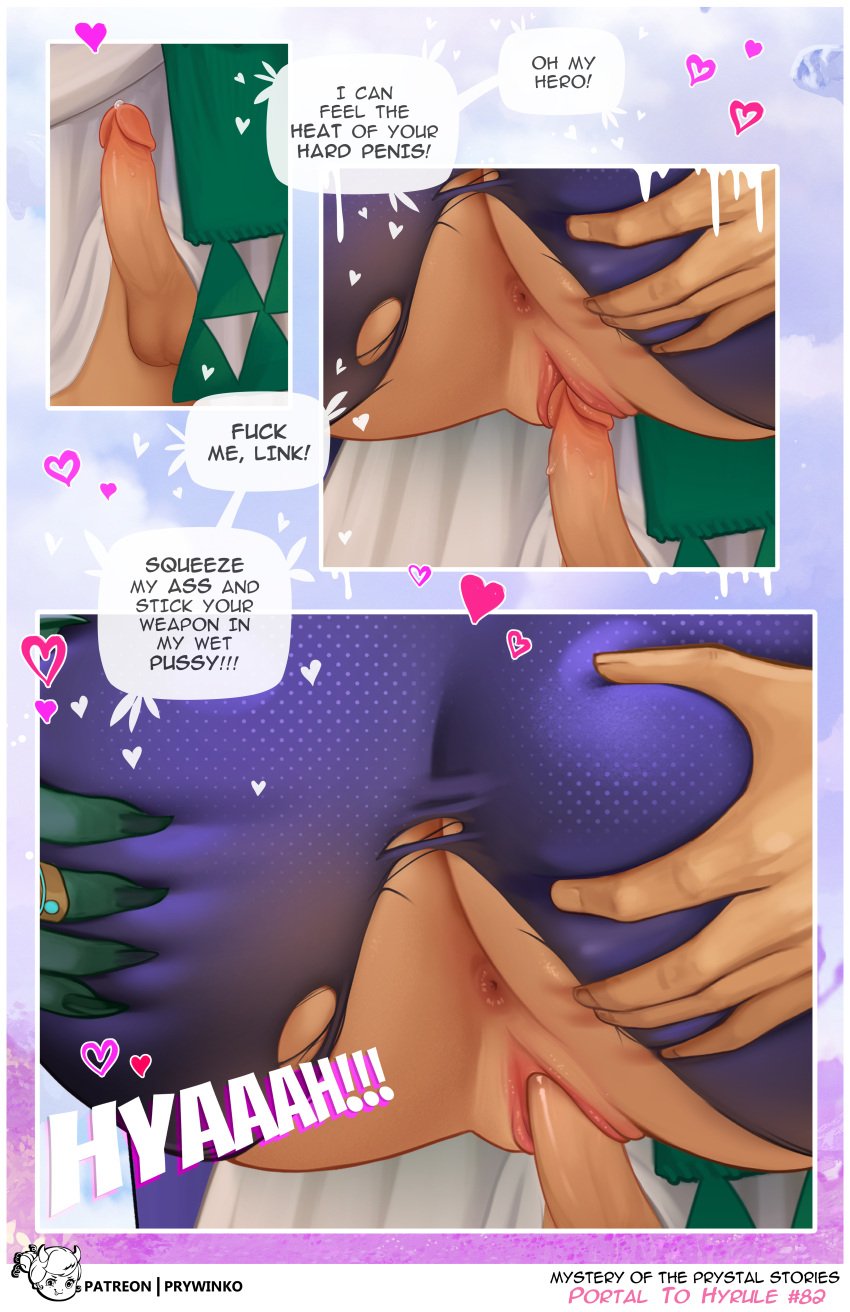 OH MY
HERO!
I CAN
FEEL THE
HEAT OF YOUR
HARD PENIS!
FUCK
ME, LINK!
SQUEEZE
MY ASS AND
STICK YOUR
WEAPON IN
MY WET
PUSSY!!!
HYAAAH!!!
PATREON | PRYWINKO
MYSTERY OF THE PRYSTAL STORIES
PORTAL TO HYRULE #82